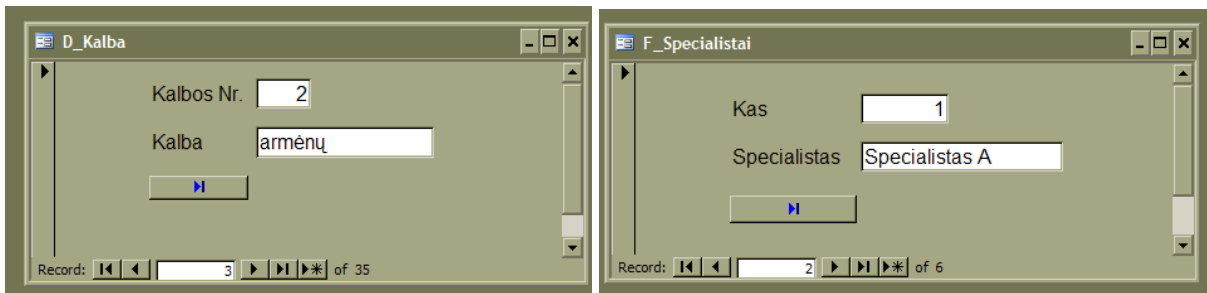 D_Kalba
Kalbos Nr. 2
Kalba armėnų
Record: 3 of 35
F_Specialistai
Kas 1
Specialistas Specialistas A
Record: 2 of 6